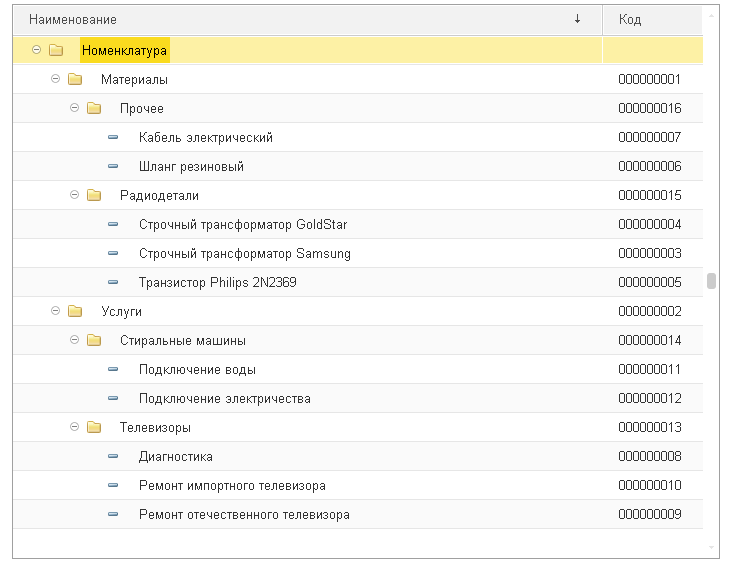 Наименование ↓ Код
Номенклатура
Материалы 000000001
Прочее 000000016
Кабель электрический 000000007
Шланг резиновый 000000006
Радиодетали 000000015
Строчный трансформатор GoldStar 000000004
Строчный трансформатор Samsung 000000003
Транзистор Philips 2N2369 000000005
Услуги 000000002
Стиральные машины 000000014
Подключение воды 000000011
Подключение электричества 000000012
Телевизоры 000000013
Диагностика 000000008
Ремонт импортного телевизора 000000010
Ремонт отечественного телевизора 000000009